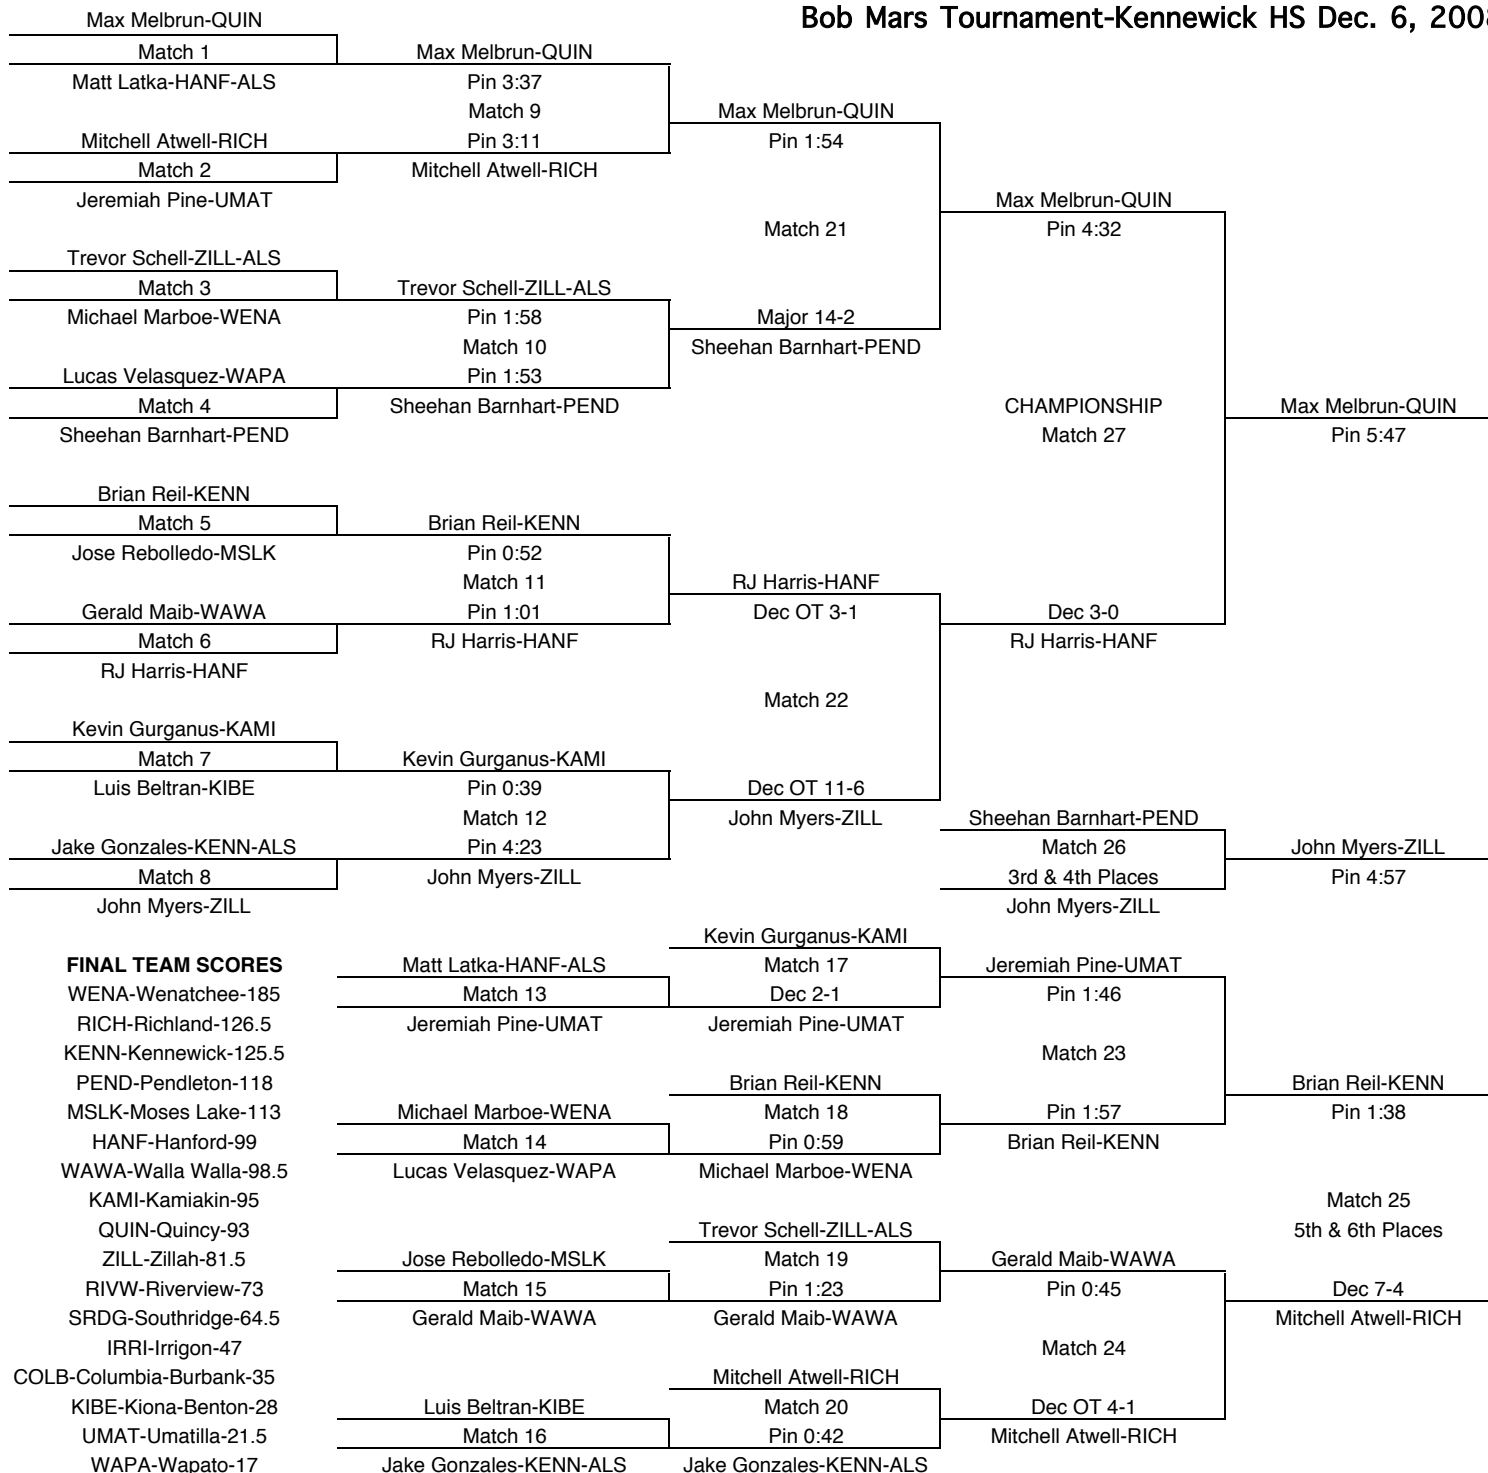 Bob Mars Tournament-Kennewick HS Dec. 6, 200
Max Melbrun-QUIN
Match 1
Matt Latka-HANF-ALS
Mitchell Atwell-RICH
Match 2
Jeremiah Pine-UMAT
Trevor Schell-ZILL-ALS
Match 3
Michael Marboe-WENA
Lucas Velasquez-WAPA
Match 4
Sheehan Barnhart-PEND
Brian Reil-KENN
Match 5
Jose Rebolledo-MSLK
Gerald Maib-WAWA
Match 6
RJ Harris-HANF
Kevin Gurganus-KAMI
Match 7
Luis Beltran-KIBE
Jake Gonzales-KENN-ALS
Match 8
John Myers-ZILL
Max Melbrun-QUIN
Pin 3:37
Match 9
Pin 3:11
Mitchell Atwell-RICH
Trevor Schell-ZILL-ALS
Pin 1:58
Match 10
Pin 1:53
Sheehan Barnhart-PEND
Brian Reil-KENN
Pin 0:52
Match 11
Pin 1:01
RJ Harris-HANF
Kevin Gurganus-KAMI
Pin 0:39
Match 12
Pin 4:23
John Myers-ZILL
Max Melbrun-QUIN
Pin 1:54
Match 21
Major 14-2
Sheehan Barnhart-PEND
RJ Harris-HANF
Dec OT 3-1
Match 22
Dec OT 11-6
John Myers-ZILL
Max Melbrun-QUIN
Pin 4:32
CHAMPIONSHIP
Match 27
Dec 3-0
RJ Harris-HANF
Max Melbrun-QUIN
Pin 5:47
Sheehan Barnhart-PEND
Match 26
3rd & 4th Places
John Myers-ZILL
John Myers-ZILL
Pin 4:57
FINAL TEAM SCORES
WENA-Wenatchee-185
RICH-Richland-126.5
KENN-Kennewick-125.5
PEND-Pendleton-118
MSLK-Moses Lake-113
HANF-Hanford-99
WAWA-Walla Walla-98.5
KAMI-Kamiakin-95
QUIN-Quincy-93
ZILL-Zillah-81.5
RIVW-Riverview-73
SRDG-Southridge-64.5
IRRI-Irrigon-47
COLB-Columbia-Burbank-35
KIBE-Kiona-Benton-28
UMAT-Umatilla-21.5
WAPA-Wapato-17
Matt Latka-HANF-ALS
Match 13
Jeremiah Pine-UMAT
Michael Marboe-WENA
Match 14
Lucas Velasquez-WAPA
Jose Rebolledo-MSLK
Match 15
Gerald Maib-WAWA
Luis Beltran-KIBE
Match 16
Jake Gonzales-KENN-ALS
Kevin Gurganus-KAMI
Match 17
Dec 2-1
Jeremiah Pine-UMAT
Brian Reil-KENN
Match 18
Pin 0:59
Michael Marboe-WENA
Trevor Schell-ZILL-ALS
Match 19
Pin 1:23
Gerald Maib-WAWA
Mitchell Atwell-RICH
Match 20
Pin 0:42
Jake Gonzales-KENN-ALS
Jeremiah Pine-UMAT
Pin 1:46
Match 23
Pin 1:57
Brian Reil-KENN
Gerald Maib-WAWA
Pin 0:45
Match 24
Dec OT 4-1
Mitchell Atwell-RICH
Brian Reil-KENN
Pin 1:38
Match 25
5th & 6th Places
Dec 7-4
Mitchell Atwell-RICH